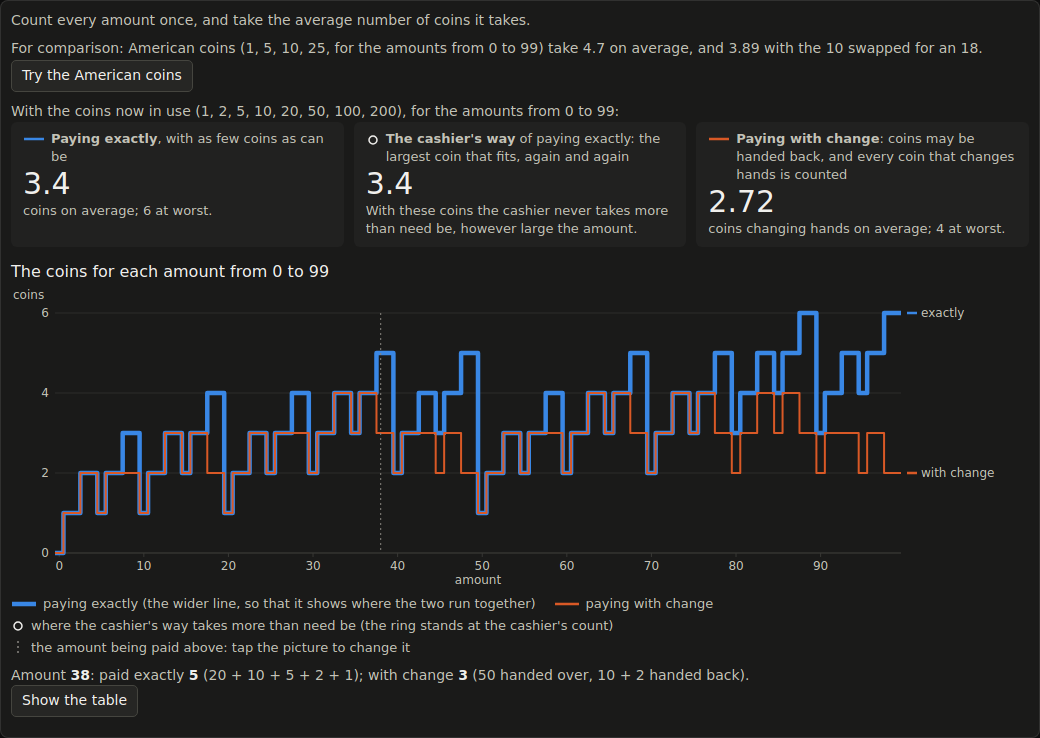 Count every amount once, and take the average number of coins it takes.
For comparison: American coins (1, 5, 10, 25, for the amounts from 0 to 99) take 4.7 on average, and 3.89 with the 10 swapped for an 18.
Try the American coins
With the coins now in use (1, 2, 5, 10, 20, 50, 100, 200), for the amounts from 0 to 99:
Paying exactly, with as few coins as can
be
3.4
coins on average; 6 at worst.
The cashier's way of paying exactly: the
largest coin that fits, again and again
3.4
With these coins the cashier never takes more
than need be, however large the amount.
Paying with change: coins may be
handed back, and every coin that changes
hands is counted
2.72
coins changing hands on average; 4 at worst.
The coins for each amount from 0 to 99
coins
6
4
2
0
exactly
with change
0 10 20 30 40 50 60 70 80 90
amount
paying exactly (the wider line, so that it shows where the two run together)
paying with change
where the cashier's way takes more than need be (the ring stands at the cashier's count)
the amount being paid above: tap the picture to change it
Amount 38: paid exactly 5 (20 + 10 + 5 + 2 + 1); with change 3 (50 handed over, 10 + 2 handed back).
Show the table